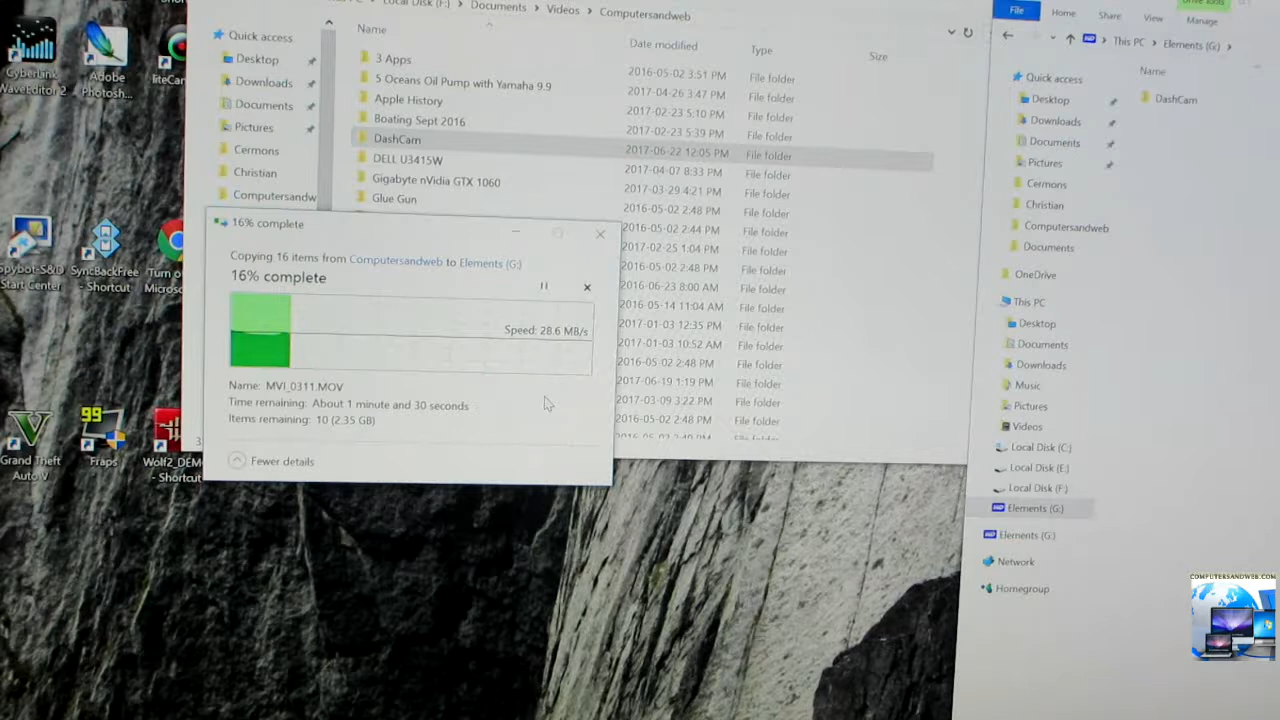 Local Disk (F:) > Documents > Videos > Computersandweb
Cyberlink
WaveEditor 2
Adobe
Photosh...
liteCam
Spybot-S&D
Start Center
SyncBackFree
- Shortcut
Turn o
Microso
Grand Theft
Auto V
99
Fraps
Wolf2_DEM
- Shortcut
Quick access
Desktop
Downloads
Documents
Pictures
Cermons
Christian
Computersandw
Name
Date modified
Type
Size
3 Apps
5 Oceans Oil Pump with Yamaha 9.9
Apple History
Boating Sept 2016
DashCam
DELL U3415W
Gigabyte nVidia GTX 1060
Glue Gun
2016-05-02 3:51 PM File folder
2017-04-26 3:47 PM File folder
2017-02-23 5:10 PM File folder
2017-02-23 5:39 PM File folder
2017-06-22 12:05 PM File folder
2017-04-07 8:33 PM File folder
2017-03-29 4:21 PM File folder
2016-05-02 2:48 PM File folder
2016-05-02 2:44 PM File folder
2017-02-25 1:04 PM File folder
2016-05-02 2:48 PM File folder
2016-06-23 8:00 AM File folder
2016-05-14 11:04 AM File folder
2017-01-03 12:35 PM File folder
2017-01-03 10:52 AM File folder
2016-05-02 2:48 PM File folder
2017-06-19 1:19 PM File folder
2017-03-09 3:22 PM File folder
2016-05-02 2:48 PM File folder
16% complete
Copying 16 items from Computersandweb to Elements (G:)
16% complete
Speed: 28.6 MB/s
Name: MVI_0311.MOV
Time remaining: About 1 minute and 30 seconds
Items remaining: 10 (2.35 GB)
Fewer details
3
File Home Share View Manage
This PC > Elements (G:) >
Quick access
Desktop
Downloads
Documents
Pictures
Cermons
Christian
Computersandweb
Documents
OneDrive
This PC
Desktop
Documents
Downloads
Music
Pictures
Videos
Local Disk (C:)
Local Disk (E:)
Local Disk (F:)
Elements (G:)
Elements (G:)
Network
Homegroup
Name
DashCam
COMPUTERSANDWEB.COM